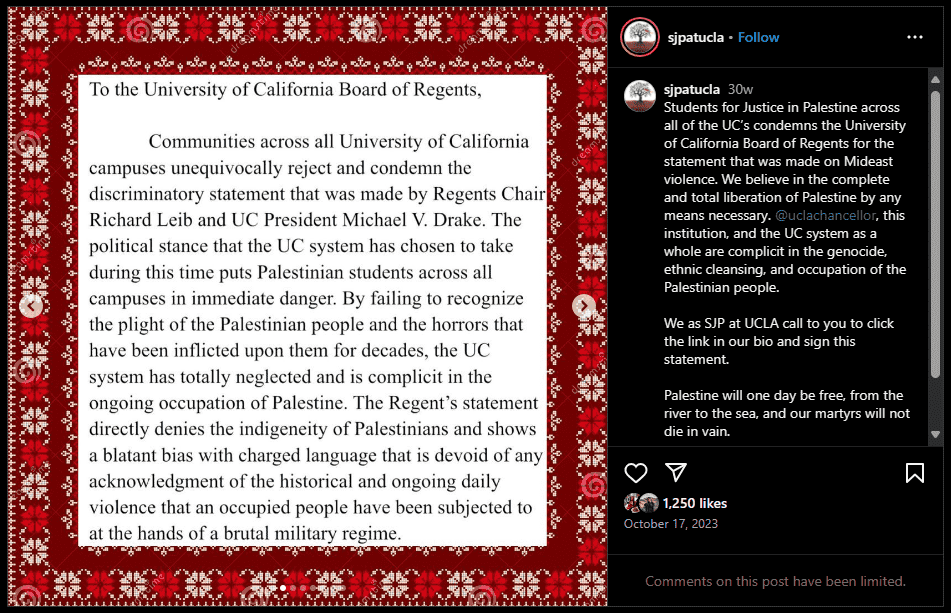 To the University of California Board of Regents,
Communities across all University of California
campuses unequivocally reject and condemn the
discriminatory statement that was made by Regents Chair
Richard Leib and UC President Michael V. Drake. The
political stance that the UC system has chosen to take
during this time puts Palestinian students across all
campuses in immediate danger. By failing to recognize
the plight of the Palestinian people and the horrors that
have been inflicted upon them for decades, the UC
system has totally neglected and is complicit in the
ongoing occupation of Palestine. The Regent's statement
directly denies the indigeneity of Palestinians and shows
a blatant bias with charged language that is devoid of any
acknowledgment of the historical and ongoing daily
violence that an occupied people have been subjected to
at the hands of a brutal military regime.
sjpatucla • Follow
sjpatucla 30w
Students for Justice in Palestine across
all of the UC's condemns the University
of California Board of Regents for the
statement that was made on Mideast
violence. We believe in the complete
and total liberation of Palestine by any
means necessary. @uclachancellor, this
institution, and the UC system as a
whole are complicit in the genocide,
ethnic cleansing, and occupation of the
Palestinian people.
We as SJP at UCLA call to you to click
the link in our bio and sign this
statement.
Palestine will one day be free, from the
river to the sea, and our martyrs will not
die in vain.
1,250 likes
October 17, 2023
Comments on this post have been limited.